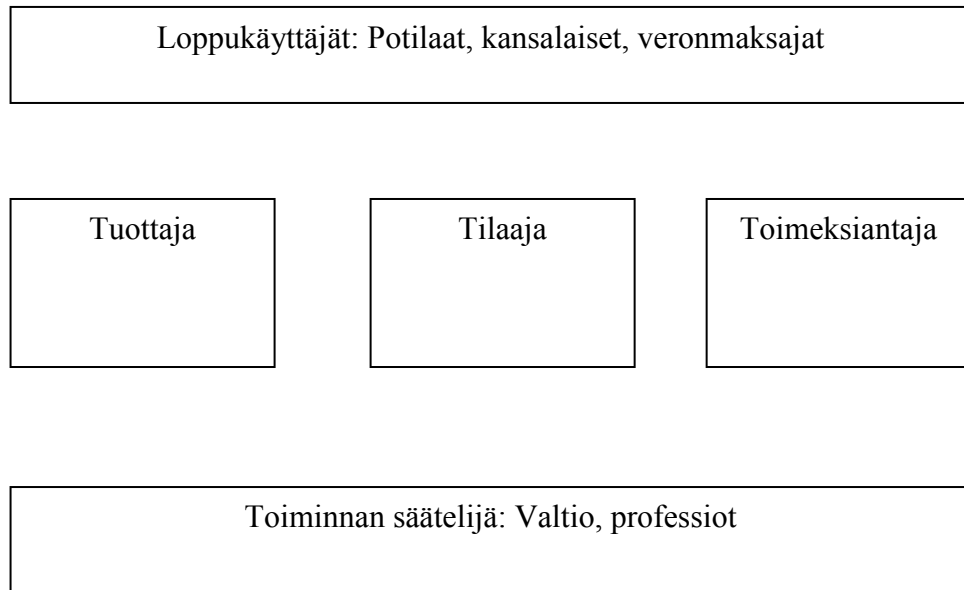 Loppukäyttäjät: Potilaat, kansalaiset, veronmaksajat
Tuottaja
Tilaaja
Toimeksiantaja
Toiminnan säätelijä: Valtio, professiot